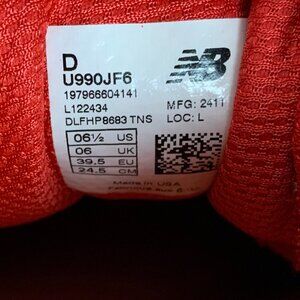 D
U990JF6
197966604141
L122434
DLFHP8683 TNS
NB
MFG: 2411
LOC: L
06½ US
06 UK
39,5 EU
24.5 CM
Made in USA